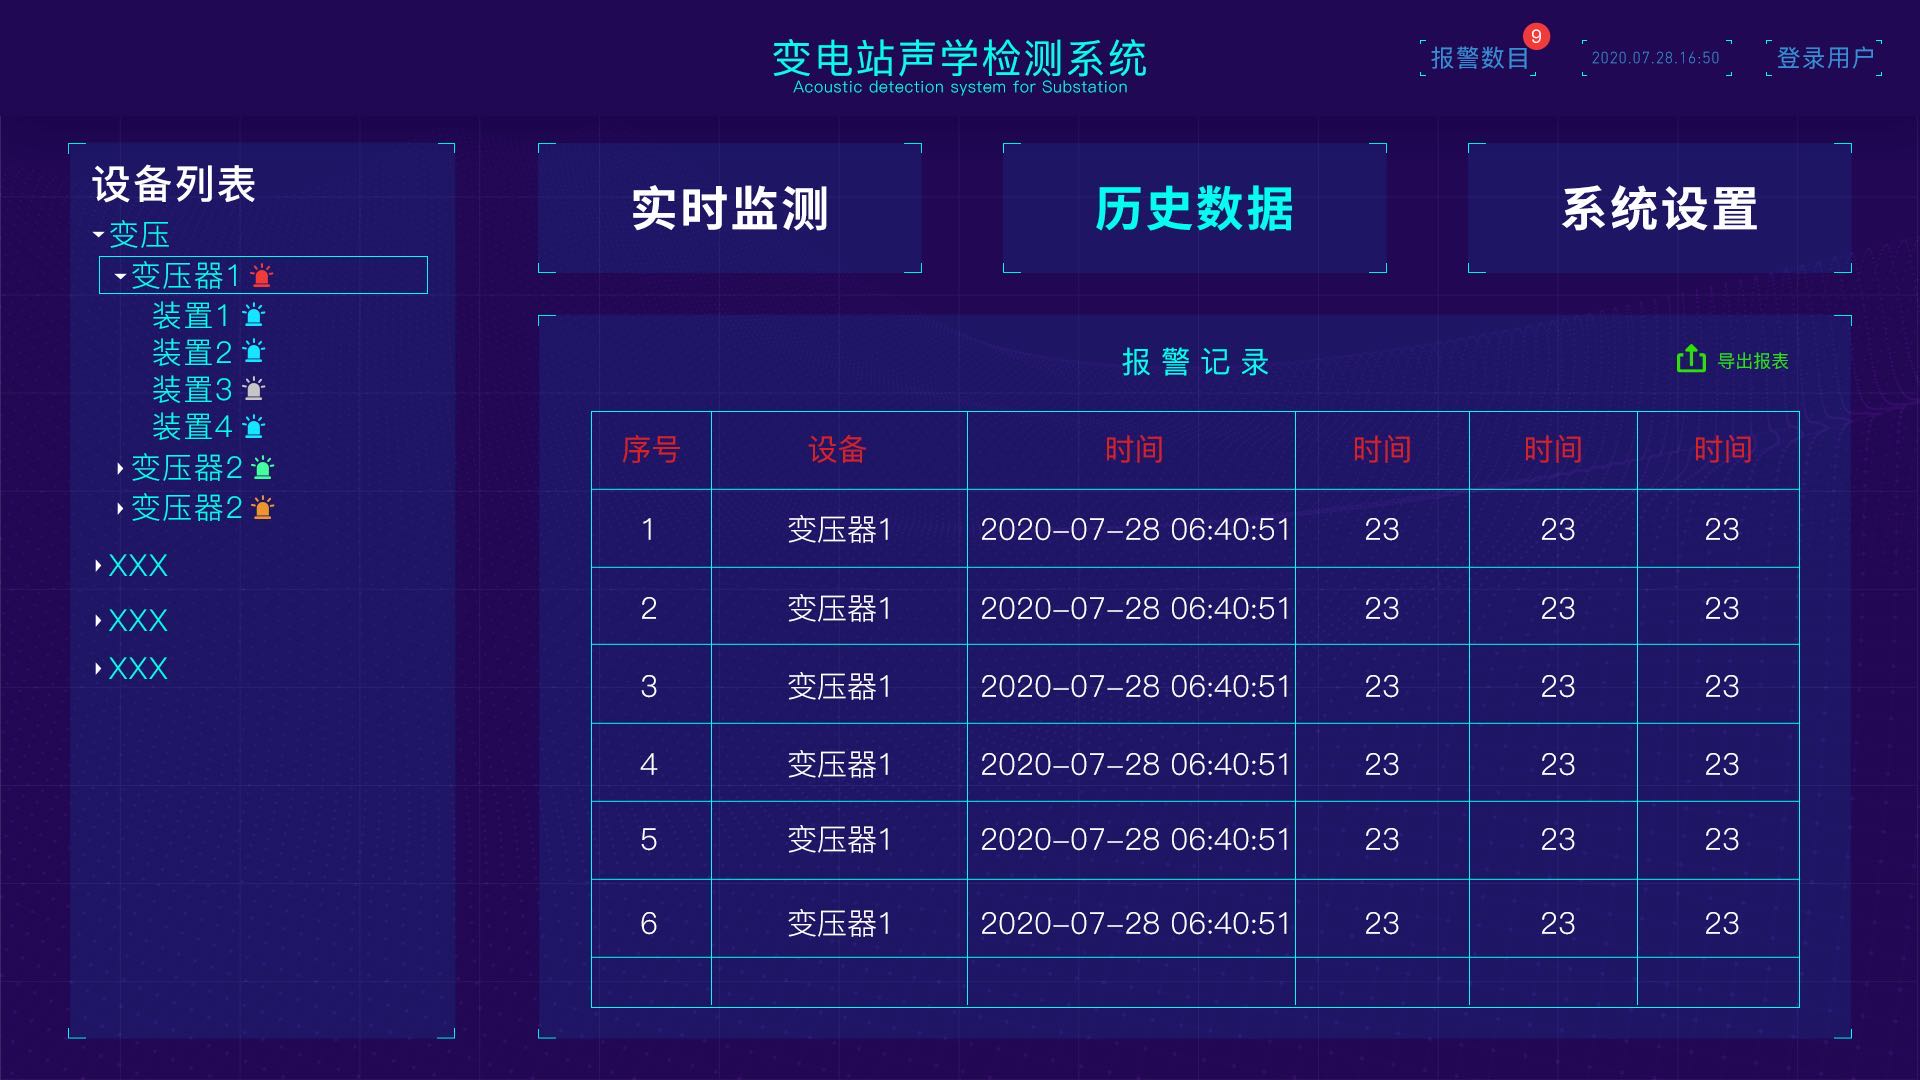 变电站声学检测系统
Acoustic detection system for Substation
报警数目 9
2020.07.28.16:50
登录用户
设备列表
变压
变压器1
装置1
装置2
装置3
装置4
变压器2
变压器2
XXX
XXX
XXX
实时监测
历史数据
系统设置
报警记录
导出报表
序号 设备 时间 时间 时间 时间
1 变压器1 2020-07-28 06:40:51 23 23 23
2 变压器1 2020-07-28 06:40:51 23 23 23
3 变压器1 2020-07-28 06:40:51 23 23 23
4 变压器1 2020-07-28 06:40:51 23 23 23
5 变压器1 2020-07-28 06:40:51 23 23 23
6 变压器1 2020-07-28 06:40:51 23 23 23